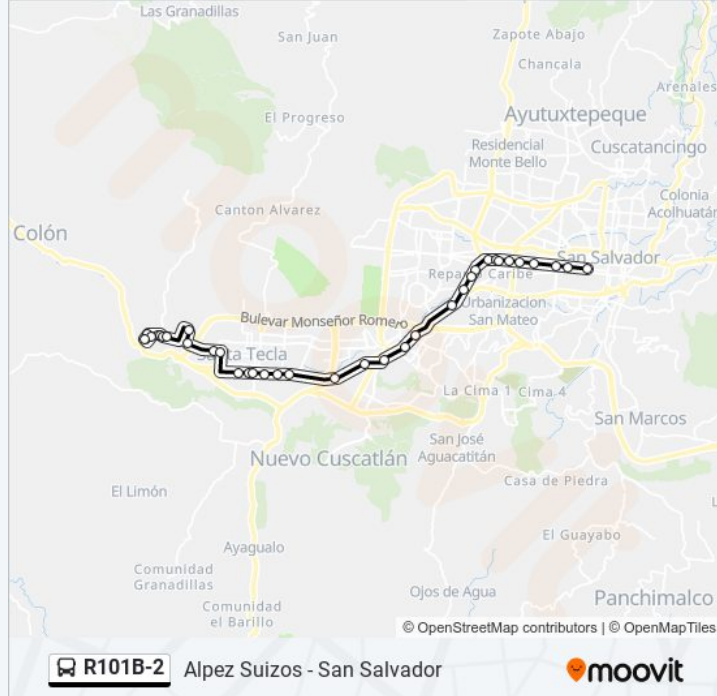 Las Granadillas
San Juan
Zapote Abajo
Chancala
Arenales
El Progreso
Ayutuxtepeque
Residencial
Monte Bello
Cuscatancingo
Canton Alvarez
Colonia
Acolhuatán
Colón
San Salvador
Reparto Caribe
Urbanizacion
San Mateo
Bulevar Monseñor Romero
Santa Tecla
La Cima 1
Cima 4
San Marcos
San José
Aguacatitán
Nuevo Cuscatlán
Casa de Piedra
El Limón
El Guayabo
Ayagualo
Comunidad
Granadillas
Ojos de Agua
Panchimalco
Comunidad
el Barillo
© OpenStreetMap contributors | © OpenMapTiles
R101B-2 Alpez Suizos - San Salvador
moovit